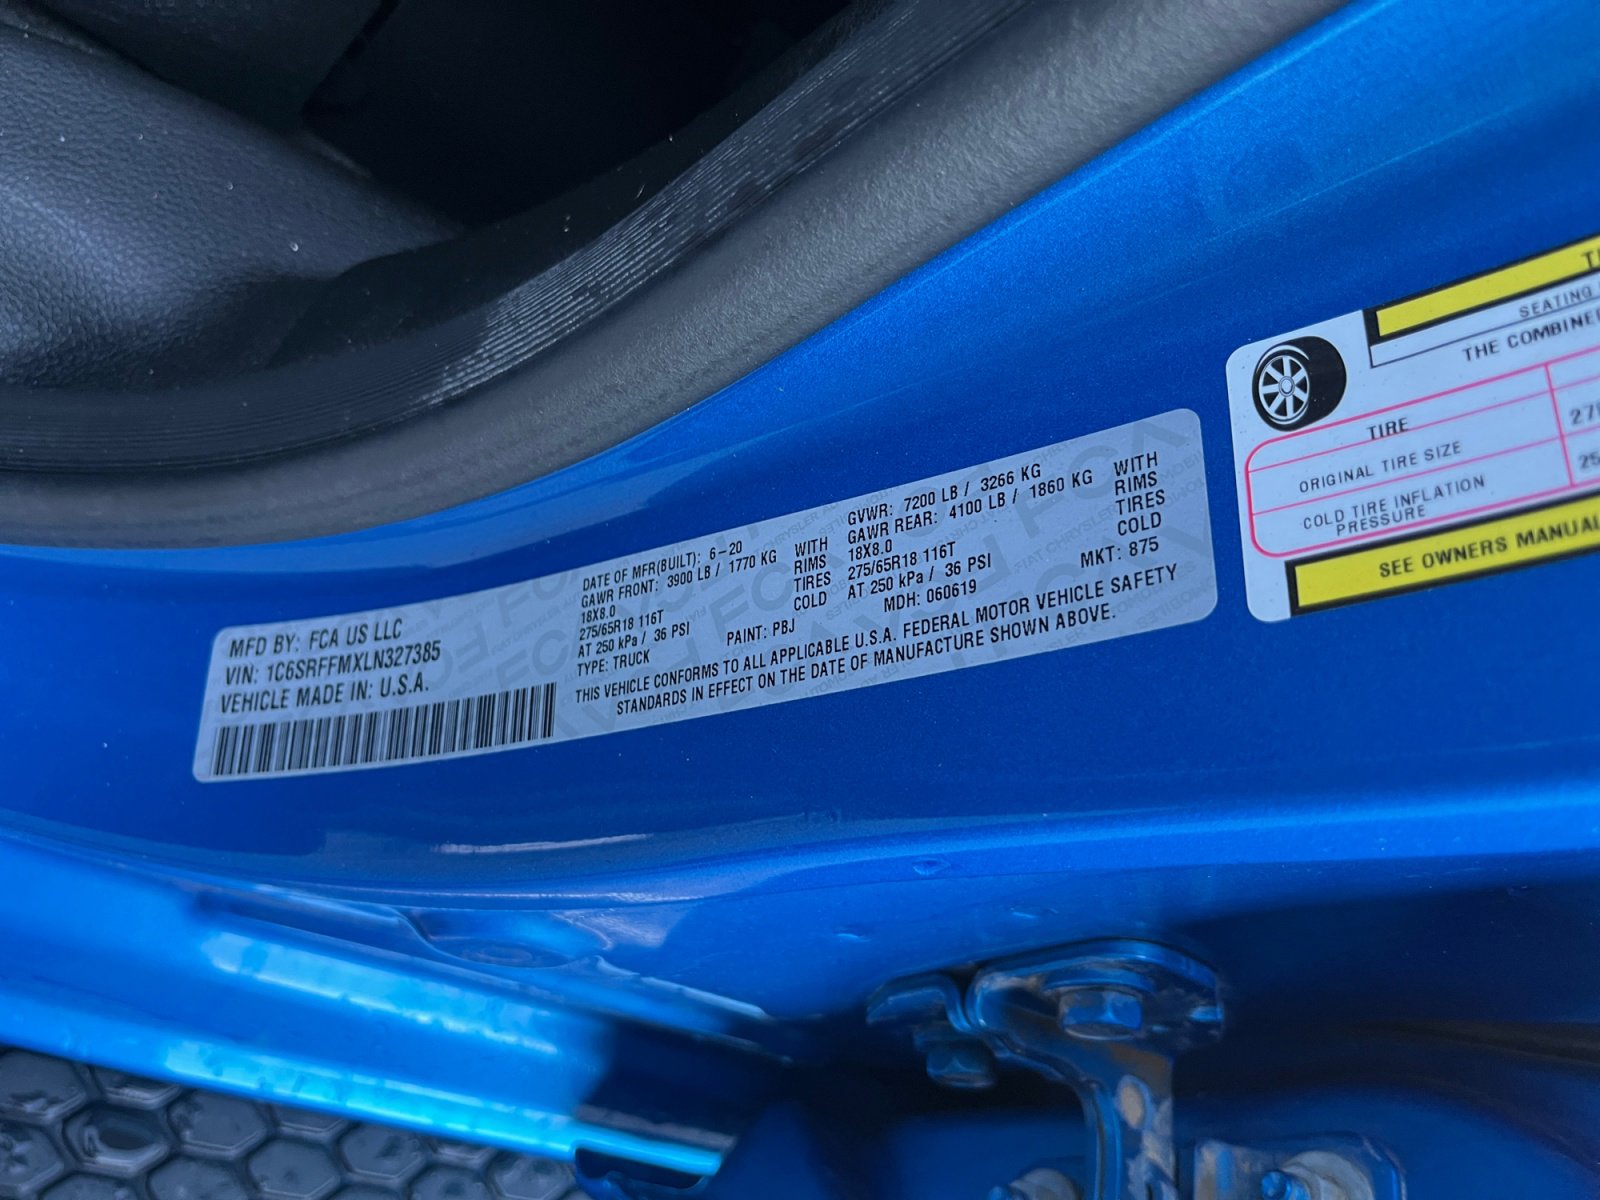 MFD BY: FCA US LLC
VIN: 1C6SRFFMXLN327385
VEHICLE MADE IN: U.S.A.
DATE OF MFR(BUILT): 6-20
GAWR FRONT: 3900 LB / 1770 KG WITH
18X8.0 RIMS
275/65R18 116T TIRES
AT 250 kPa / 36 PSI COLD
TYPE: TRUCK PAINT: PBJ
GVWR: 7200 LB / 3266 KG
GAWR REAR: 4100 LB / 1860 KG WITH
18X8.0 RIMS
275/65R18 116T TIRES
AT 250 kPa / 36 PSI COLD
MDH: 060619 MKT: 875
THIS VEHICLE CONFORMS TO ALL APPLICABLE U.S.A. FEDERAL MOTOR VEHICLE SAFETY
STANDARDS IN EFFECT ON THE DATE OF MANUFACTURE SHOWN ABOVE.
SEATING
THE COMBINED
TIRE
ORIGINAL TIRE SIZE
COLD TIRE INFLATION
PRESSURE
SEE OWNERS MANUAL